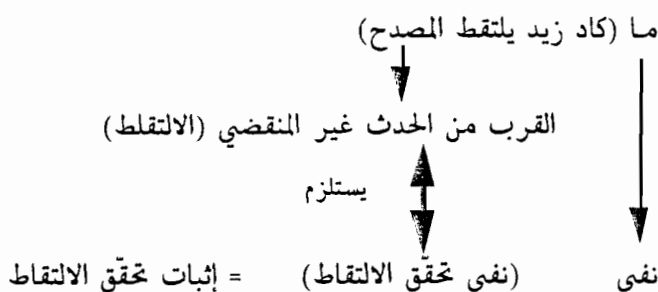 ما (كاد زيد يلتقط المصدح)
القرب من الحدث غير المنقضي (الالتقلط)
يستلزم
نفي (نفي تحقّق الالتقاط) = إثبات تحقّق الالتقاط